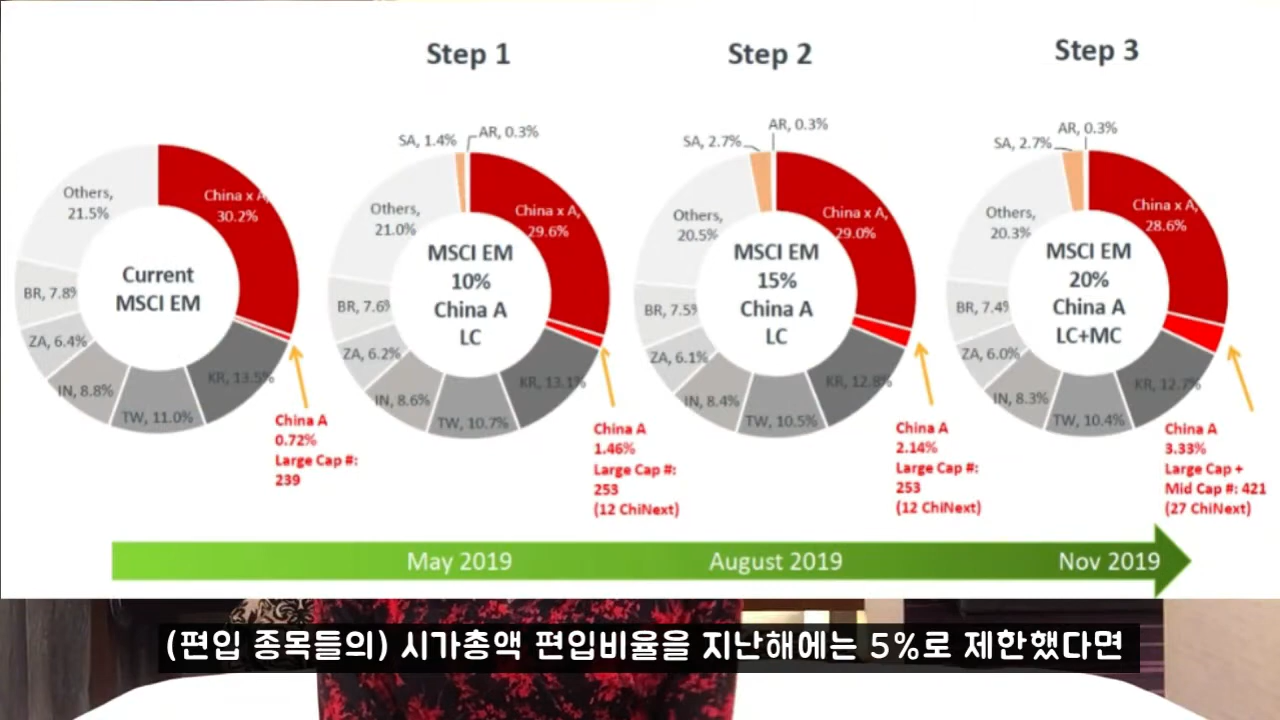 Step 1
Step 2
Step 3
Others,
21.5%
China x A,
30.2%
BR, 7.8%
ZA, 6.4%
IN, 8.8%
TW, 11.0%
KR, 13.5%
Current
MSCI EM
China A
0.72%
Large Cap #:
239
SA, 1.4%
AR, 0.3%
Others,
21.0%
China x A,
29.6%
BR, 7.6%
ZA, 6.2%
IN, 8.6%
TW, 10.7%
KR, 13.1%
MSCI EM
10%
China A
LC
China A
1.46%
Large Cap #:
253
(12 ChiNext)
SA, 2.7%
AR, 0.3%
Others,
20.5%
China x A,
29.0%
BR, 7.5%
ZA, 6.1%
IN, 8.4%
TW, 10.5%
KR, 12.8%
MSCI EM
15%
China A
LC
China A
2.14%
Large Cap #:
253
(12 ChiNext)
SA, 2.7%
AR, 0.3%
Others,
20.3%
China x A,
28.6%
BR, 7.4%
ZA, 6.0%
IN, 8.3%
TW, 10.4%
KR, 12.7%
MSCI EM
20%
China A
LC+MC
China A
3.33%
Large Cap +
Mid Cap #: 421
(27 ChiNext)
May 2019
August 2019
Nov 2019
(편입 종목들의) 시가총액 편입비율을 지난해에는 5%로 제한했다면